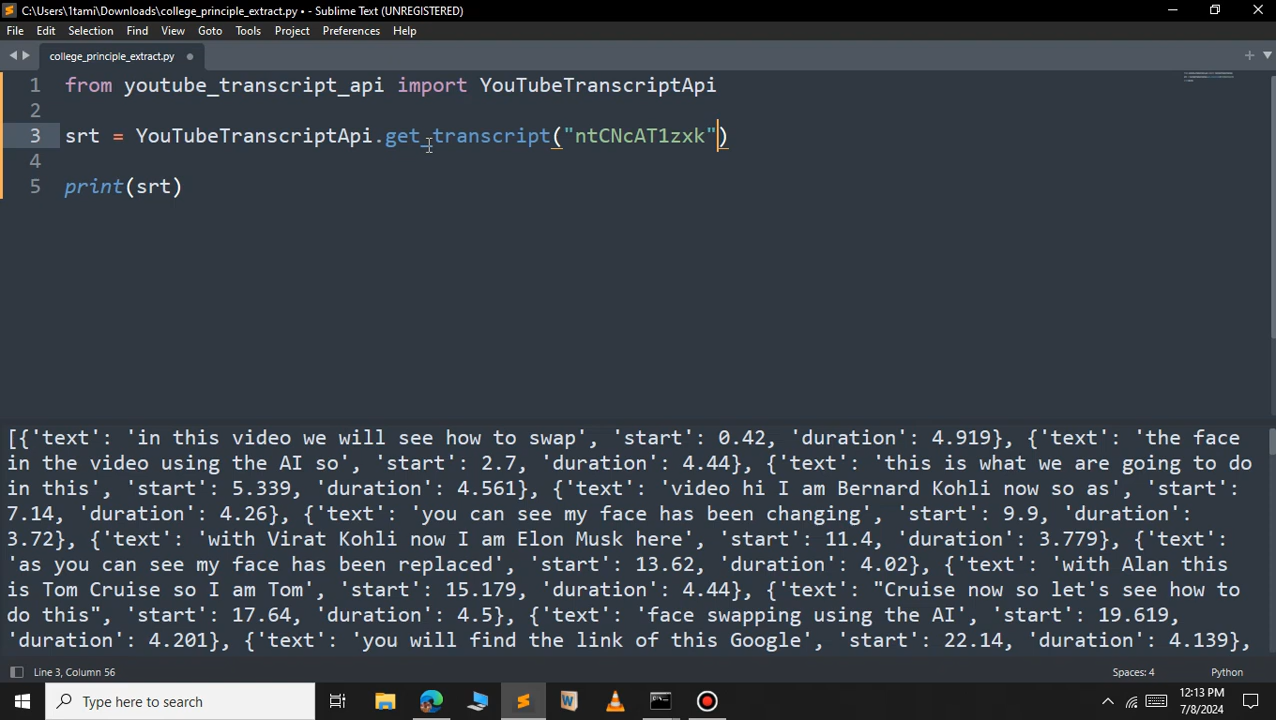 C:\Users\1tami\Downloads\college_principle_extract.py • - Sublime Text (UNREGISTERED)
File Edit Selection Find View Goto Tools Project Preferences Help
college_principle_extract.py
1 from youtube_transcript_api import YouTubeTranscriptApi
2
3 srt = YouTubeTranscriptApi.get_transcript("ntCNcAT1zxk")
4
5 print(srt)
[{'text': 'in this video we will see how to swap', 'start': 0.42, 'duration': 4.919}, {'text': 'the face
in the video using the AI so', 'start': 2.7, 'duration': 4.44}, {'text': 'this is what we are going to do
in this', 'start': 5.339, 'duration': 4.561}, {'text': 'video hi I am Bernard Kohli now so as', 'start':
7.14, 'duration': 4.26}, {'text': 'you can see my face has been changing', 'start': 9.9, 'duration':
3.72}, {'text': 'with Virat Kohli now I am Elon Musk here', 'start': 11.4, 'duration': 3.779}, {'text':
'as you can see my face has been replaced', 'start': 13.62, 'duration': 4.02}, {'text': 'with Alan this
is Tom Cruise so I am Tom', 'start': 15.179, 'duration': 4.44}, {'text': "Cruise now so let's see how to
do this", 'start': 17.64, 'duration': 4.5}, {'text': 'face swapping using the AI', 'start': 19.619,
'duration': 4.201}, {'text': 'you will find the link of this Google', 'start': 22.14, 'duration': 4.139},
Line 3, Column 56 Spaces: 4 Python
Type here to search
12:13 PM
7/8/2024